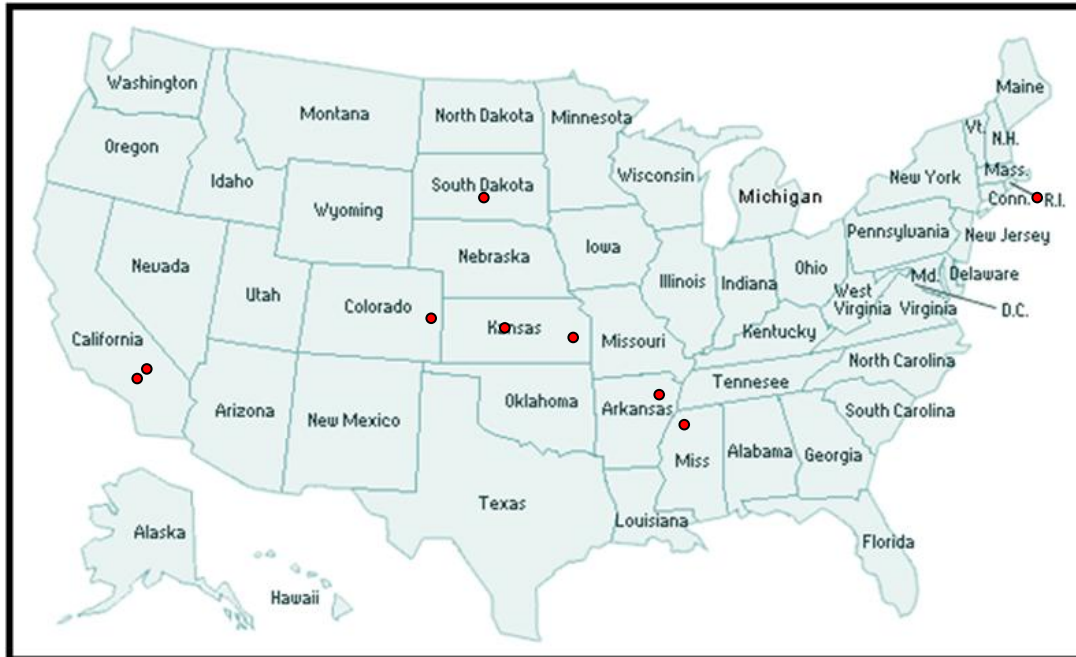 Washington
Montana
North Dakota
Minnesota
Maine
Oregon
Idaho
South Dakota
Wisconsin
Michigan
Vt.
N.H.
New York
Mass.
Conn.
R.I.
Wyoming
Nebraska
Iowa
Pennsylvania
New Jersey
Nevada
Utah
Colorado
Kansas
Illinois
Indiana
Ohio
Md.
Delaware
West
Virginia
Virginia
D.C.
California
Missouri
Kentucky
North Carolina
Arizona
New Mexico
Oklahoma
Arkansas
Tennesee
South Carolina
Miss
Alabama
Georgia
Texas
Louisiana
Florida
Alaska
Hawaii